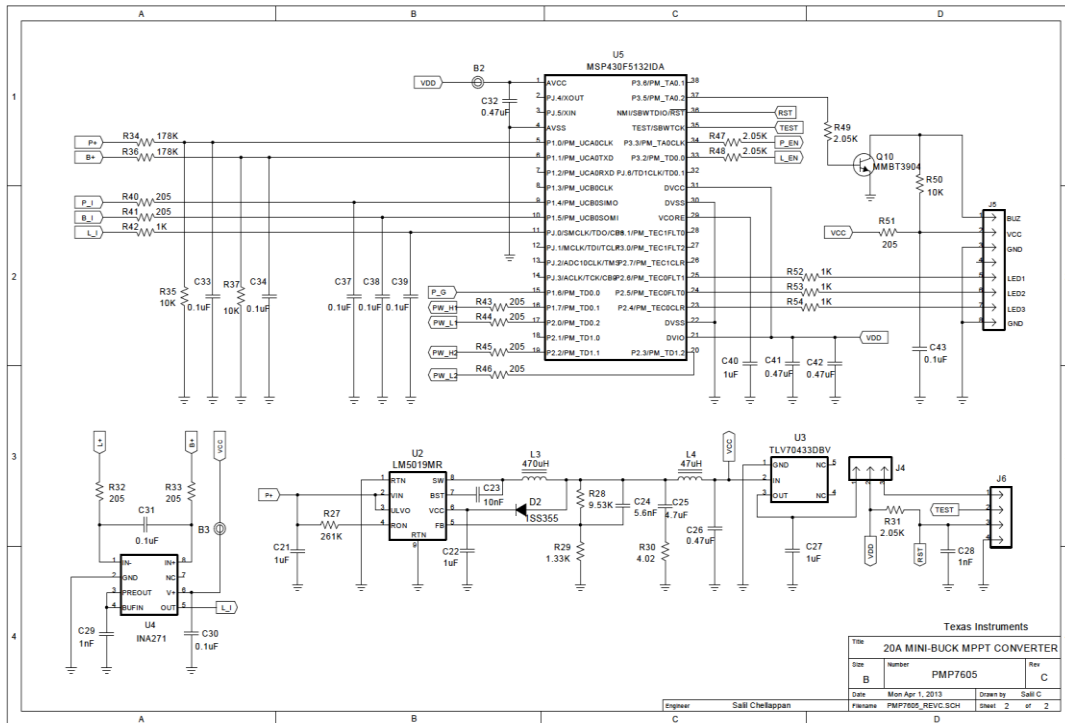 A B C D
1
2
3
4
U5
MSP430F5132IDA
VDD
B2
C32
0.47uF
1 AVCC
2 PJ.4/XOUT
3 PJ.5/XIN
4 AVSS
5 P1.0/PM_UCA0CLK
6 P1.1/PM_UCA0TXD
7 P1.2/PM_UCA0RXD
8 P1.3/PM_UCB0CLK
9 P1.4/PM_UCB0SIMO
10 P1.5/PM_UCB0SOMI
11 PJ.0/SMCLK/TDO/CB6
12 PJ.1/MCLK/TDI/TCLK
13 PJ.2/ADC10CLK/TMS
14 PJ.3/ACLK/TCK/CB9
15 P1.6/PM_TD0.0
16 P1.7/PM_TD0.1
17 P2.0/PM_TD0.2
18 P2.1/PM_TD1.0
19 P2.2/PM_TD1.1
P3.6/PM_TA0.1 38
P3.5/PM_TA0.2 37
NMI/SBWTDIO/RST 36
TEST/SBWTCK 35
P3.3/PM_TA0CLK 34
P3.2/PM_TD0.0 33
PJ.6/TD1CLK/TD0.1 32
DVCC 31
DVSS 30
VCORE 29
P3.1/PM_TEC1FLT0 28
P3.0/PM_TEC1FLT2 27
P2.7/PM_TEC1CLR 26
P2.6/PM_TEC0FLT1 25
P2.5/PM_TEC0FLT0 24
P2.4/PM_TEC0CLR 23
DVSS 22
DVIO 21
P2.3/PM_TD1.2 20
P+ R34 178K
B+ R36 178K
P_I R40 205
B_I R41 205
L_I R42 1K
R35
10K
C33
0.1uF
R37
10K
C34
0.1uF
C37
0.1uF
C38
0.1uF
C39
0.1uF
P_G
PW_H1 R43 205
PW_L1 R44 205
PW_H2 R45 205
PW_L2 R46 205
RST
TEST
R47 2.05K P_EN
R48 2.05K L_EN
R49
2.05K
Q10
MMBT3904
R50
10K
VCC
R51
205
J5
1 BUZ
2 VCC
3 GND
4
5 LED1
6 LED2
7 LED3
8 GND
R52 1K
R53 1K
R54 1K
VDD
C40
1uF
C41
0.47uF
C42
0.47uF
C43
0.1uF
L+ B+ VCC
R32
205
R33
205
C31
0.1uF
B3
1 IN- IN+ 8
2 GND NC 7
3 PREOUT V+ 6
4 BUFIN OUT 5
L_I
U4
INA271
C29
1nF
C30
0.1uF
P+
R27
261K
C21
1uF
U2
LM5019MR
1 RTN SW 8
2 VIN BST 7
3 ULVO VCC 6
4 RON FB 5
RTN
9
C22
1uF
C23
10nF
L3
470uH
D2
1SS355
R28
9.53K
R29
1.33K
C24
5.6nF
C25
4.7uF
R30
4.02
L4
47uH
C26
0.47uF
VCC
U3
TLV70433DBV
1 GND NC 5
2 IN
3 OUT NC 4
C27
1uF
J4
1 2 3
VDD
R31
2.05K
RST
C28
1nF
TEST
J6
1
2
3
4
Texas Instruments
Title 20A MINI-BUCK MPPT CONVERTER
Size B Number PMP7605 Rev C
Date Mon Apr 1, 2013 Drawn by Salil C
Engineer Salil Chellappan Filename PMP7605_REVC.SCH Sheet 2 of 2
A B C D